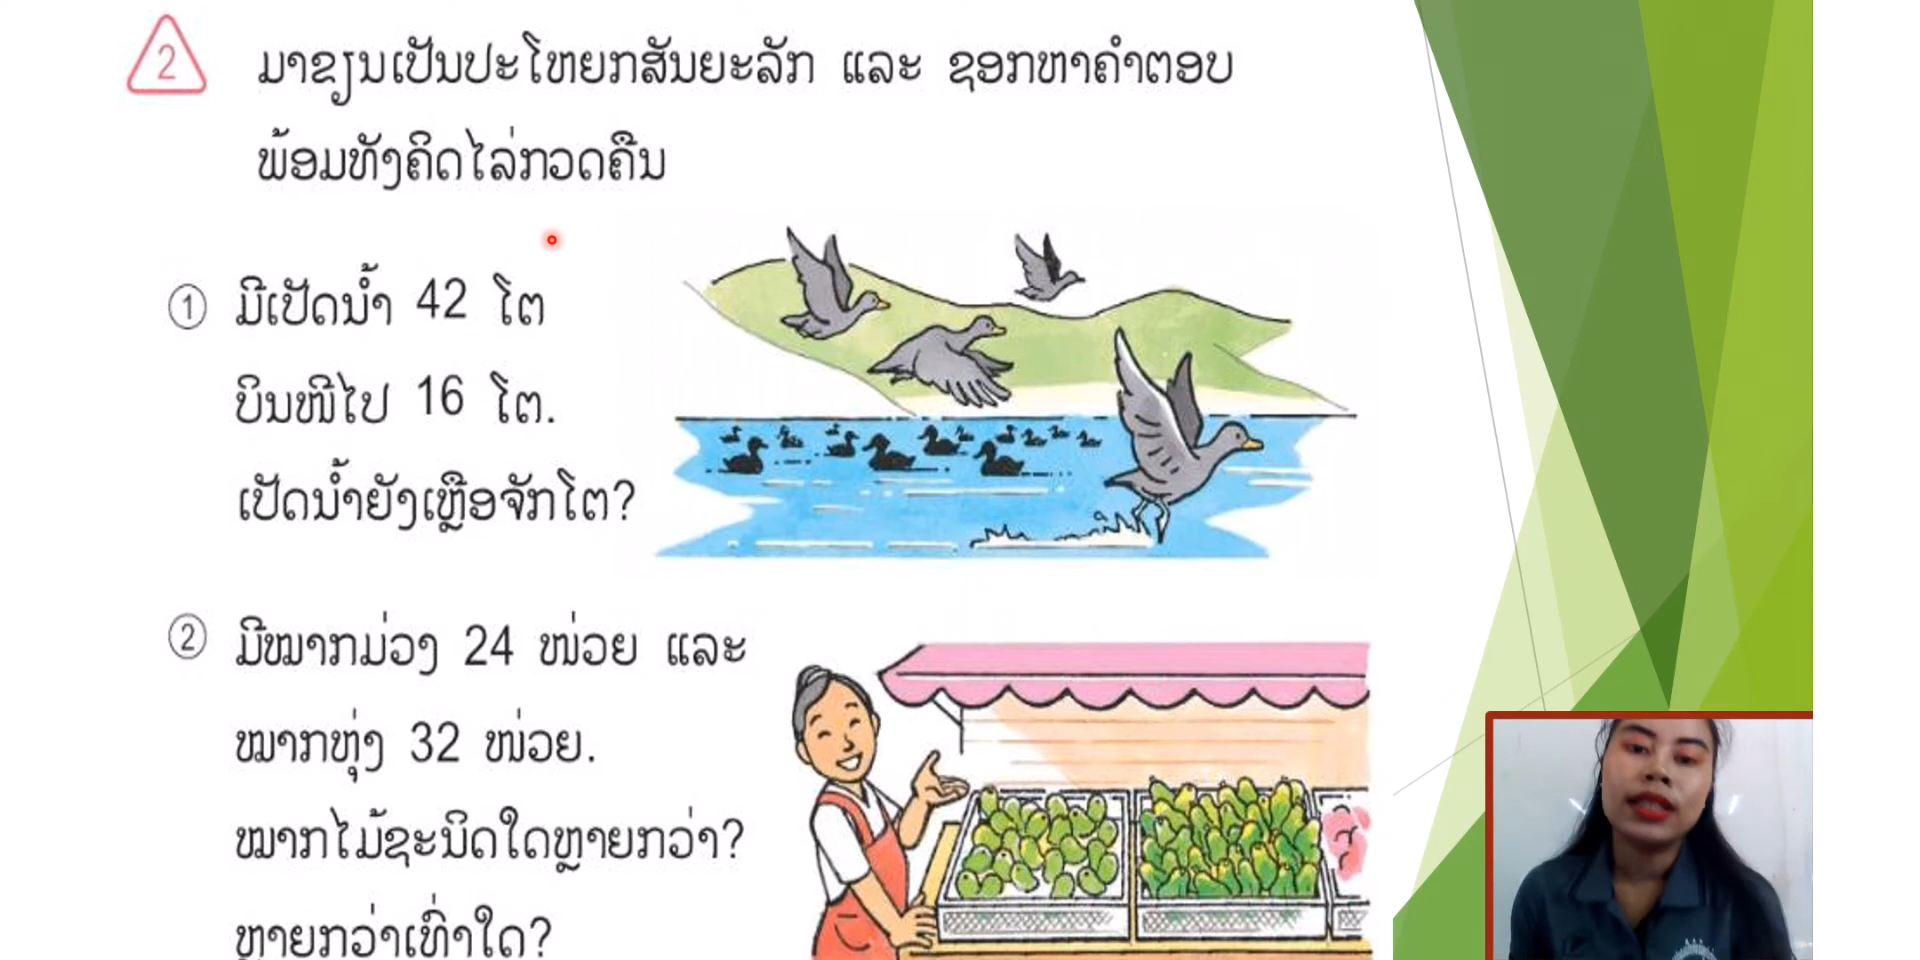 2 ມາຂຽນເປັນປະໂຫຍກສັນຍະລັກ ແລະ ຊອກຫາຄຳຕອບ
ພ້ອມທັງຄິດໄລ່ກວດຄືນ
1 ມີເປັດນ້ຳ 42 ໂຕ
ບິນໜີໄປ 16 ໂຕ.
ເປັດນ້ຳຍັງເຫຼືອຈັກໂຕ?
2 ມີໝາກມ່ວງ 24 ໜ່ວຍ ແລະ
ໝາກຫຸ່ງ 32 ໜ່ວຍ.
ໝາກໄມ້ຊະນິດໃດຫຼາຍກວ່າ?
ຫຼາຍກວ່າເທົ່າໃດ?